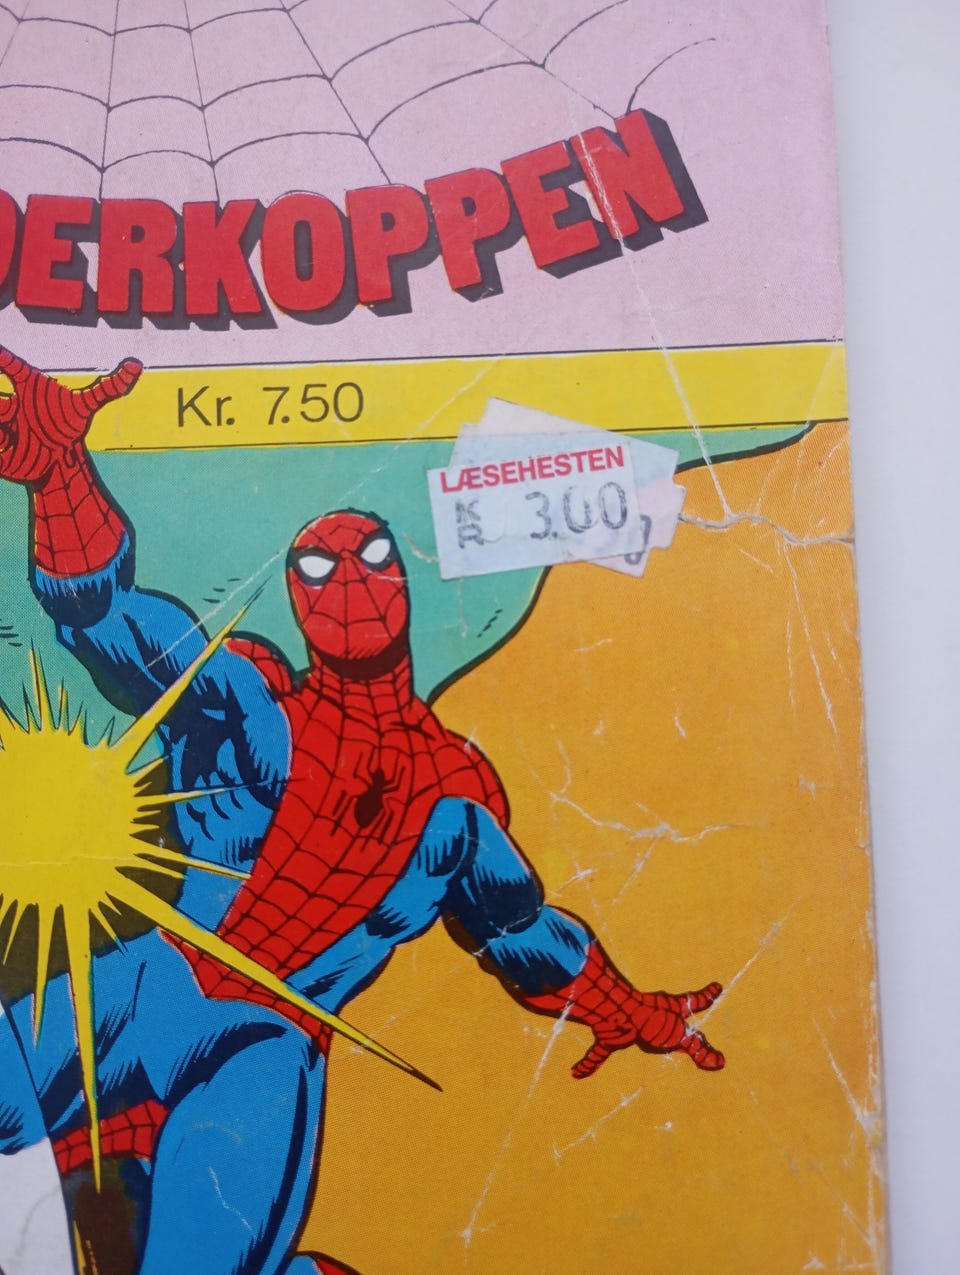 DERKOPPEN
Kr. 7.50
LÆSEHESTEN
KR 3.00